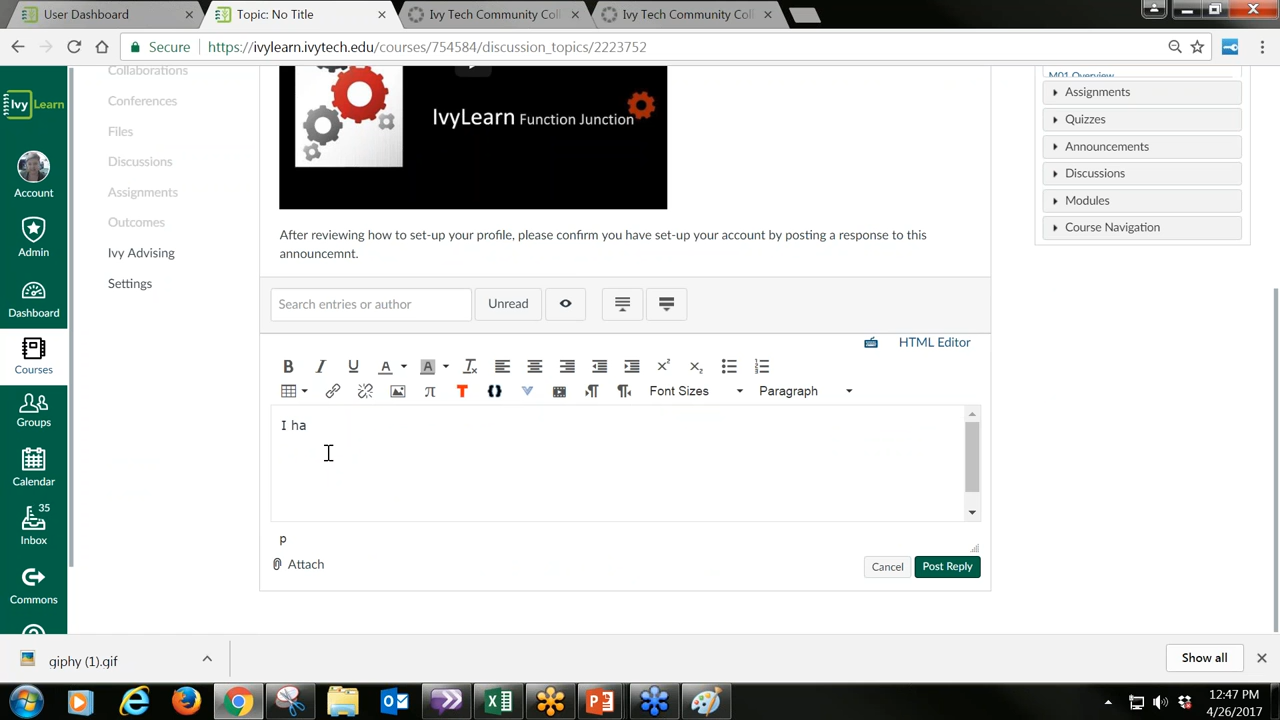 User Dashboard
Topic: No Title
Ivy Tech Community Coll
Ivy Tech Community Coll
Secure
https://ivylearn.ivytech.edu/courses/754584/discussion_topics/2223752
IvyLearn
Account
Admin
Dashboard
Courses
Groups
Calendar
35
Inbox
Commons
Collaborations
Conferences
Files
Discussions
Assignments
Outcomes
Ivy Advising
Settings
IvyLearn Function Junction
After reviewing how to set-up your profile, please confirm you have set-up your account by posting a response to this
announcemnt.
Search entries or author
Unread
HTML Editor
Font Sizes
Paragraph
I ha
p
Attach
Cancel
Post Reply
M01 Overview
Assignments
Quizzes
Announcements
Discussions
Modules
Course Navigation
giphy (1).gif
Show all
12:47 PM
4/26/2017